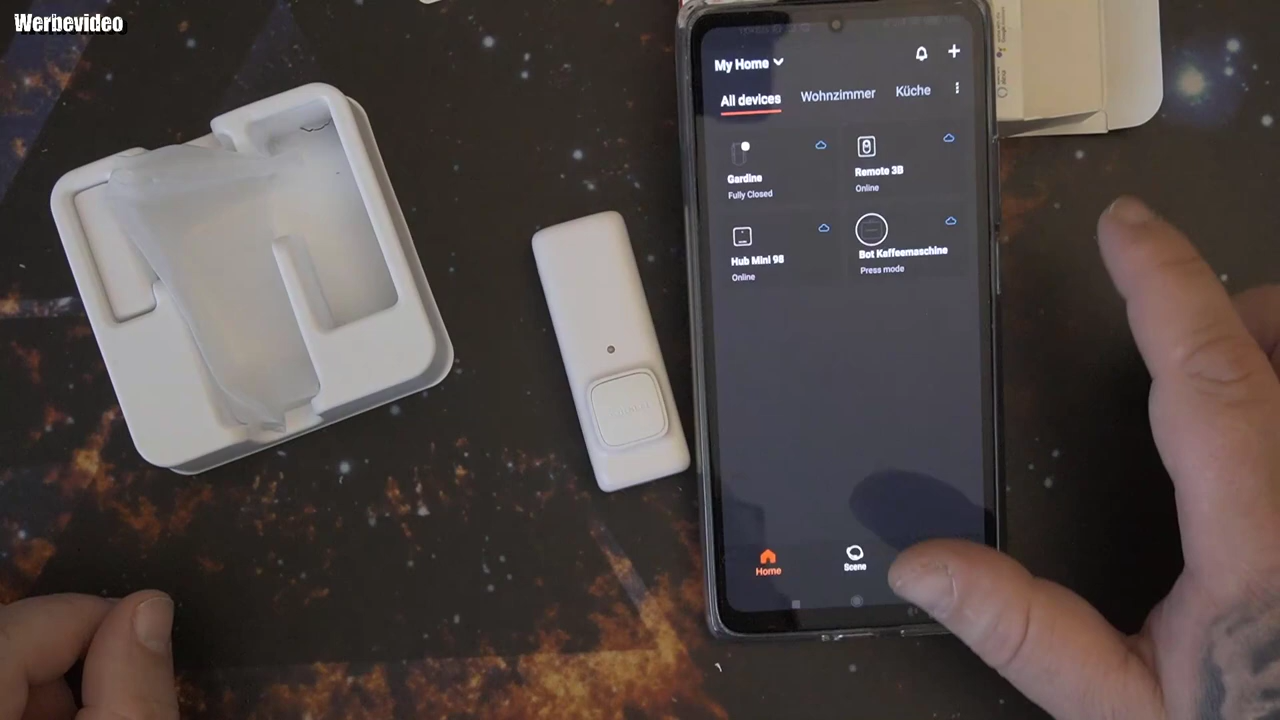 Werbevideo
My Home
All devices
Wohnzimmer
Küche
Gardine
Fully Closed
Remote 3B
Online
Hub Mini 98
Online
Bot Kaffeemaschine
Press mode
Home
Scene